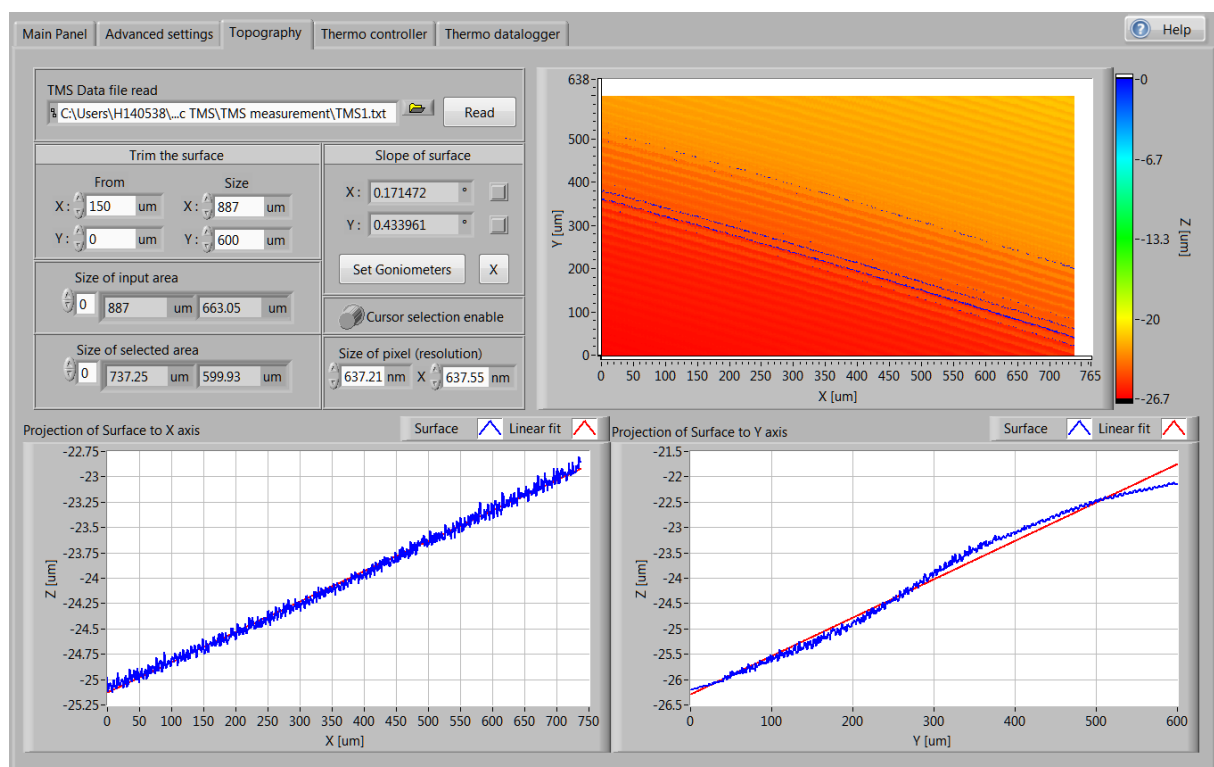 Main Panel Advanced settings Topography Thermo controller Thermo datalogger Help
TMS Data file read
C:\Users\H140538\...c TMS\TMS measurement\TMS1.txt Read
Trim the surface
From Size
X: 150 um X: 887 um
Y: 0 um Y: 600 um
Slope of surface
X: 0.171472 °
Y: 0.433961 °
Set Goniometers X
Size of input area
0 887 um 663.05 um
Cursor selection enable
Size of selected area
0 737.25 um 599.93 um
Size of pixel (resolution)
637.21 nm X 637.55 nm
638
500
400
300
200
100
0
Y [um]
0 50 100 150 200 250 300 350 400 450 500 550 600 650 700 765
X [um]
-0
-6.7
-13.3
-20
-26.7
Z [um]
Projection of Surface to X axis Surface Linear fit
-22.75
-23
-23.25
-23.5
-23.75
-24
-24.25
-24.5
-24.75
-25
-25.25
Z [um]
0 50 100 150 200 250 300 350 400 450 500 550 600 650 700 750
X [um]
Projection of Surface to Y axis Surface Linear fit
-21.5
-22
-22.5
-23
-23.5
-24
-24.5
-25
-25.5
-26
-26.5
Z [um]
0 100 200 300 400 500 600
Y [um]